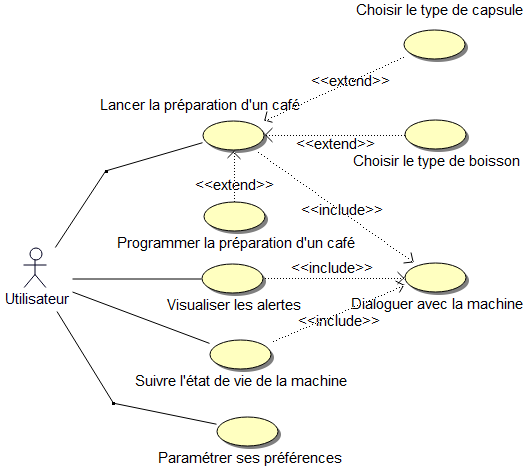 Choisir le type de capsule
<<extend>>
Lancer la préparation d'un café
<<extend>>
Choisir le type de boisson
<<extend>>
<<include>>
Programmer la préparation d'un café
<<include>>
Utilisateur
Visualiser les alertes
Dialoguer avec la machine
<<include>>
Suivre l'état de vie de la machine
Paramétrer ses préférences